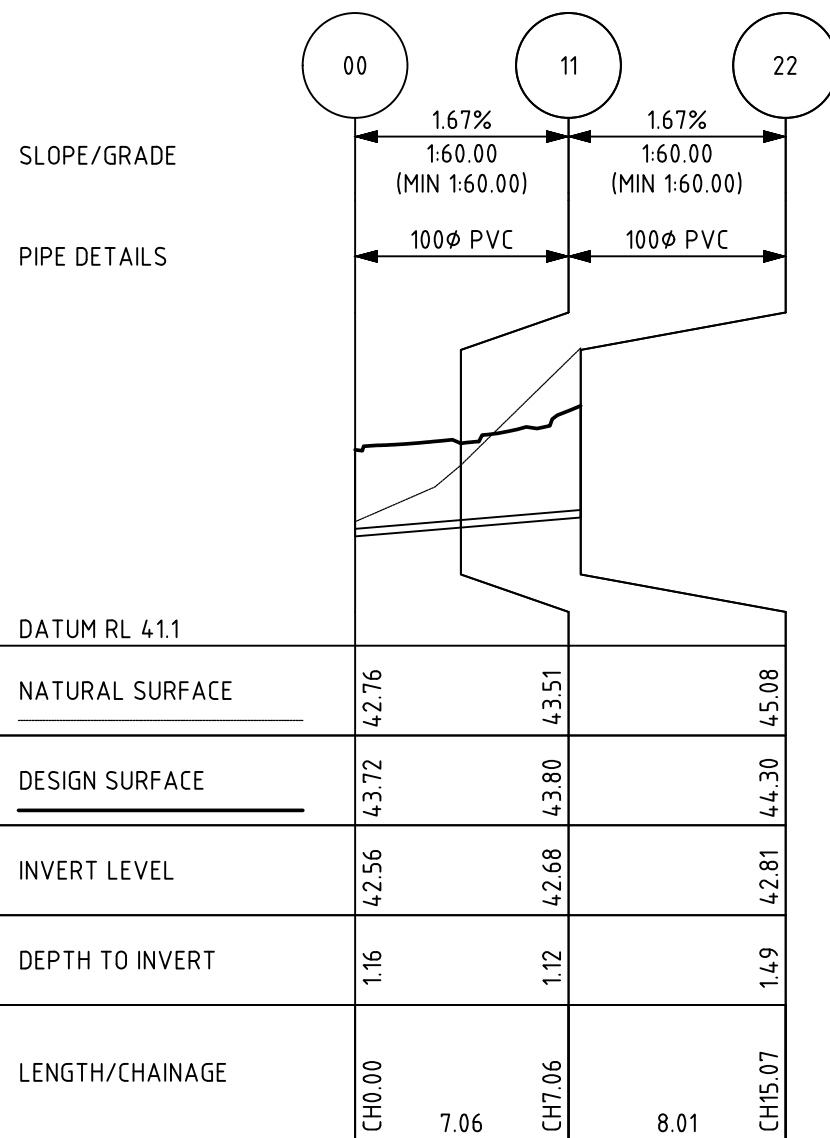 00 11 22
1.67% 1.67%
SLOPE/GRADE 1:60.00 1:60.00
(MIN 1:60.00) (MIN 1:60.00)
PIPE DETAILS 100Ø PVC 100Ø PVC
DATUM RL 41.1
NATURAL SURFACE 42.76 43.51 45.08
DESIGN SURFACE 43.72 43.80 44.30
INVERT LEVEL 42.56 42.68 42.81
DEPTH TO INVERT 1.16 1.12 1.49
LENGTH/CHAINAGE CH0.00 7.06 CH7.06 8.01 CH15.07